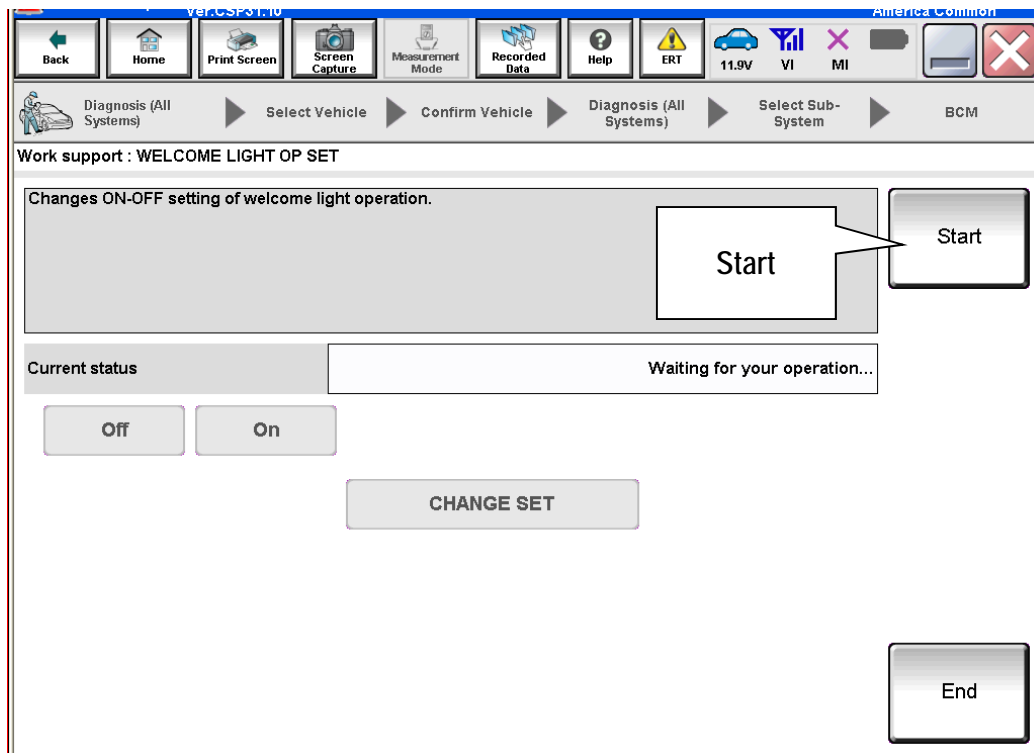 Ver.CSP31.10
America Common
Back
Home
Print Screen
Screen
Capture
Measurement
Mode
Recorded
Data
Help
ERT
11.9V
VI
MI
Diagnosis (All
Systems)
Select Vehicle
Confirm Vehicle
Diagnosis (All
Systems)
Select Sub-
System
BCM
Work support : WELCOME LIGHT OP SET
Changes ON-OFF setting of welcome light operation.
Start
Start
Current status
Waiting for your operation...
Off
On
CHANGE SET
End